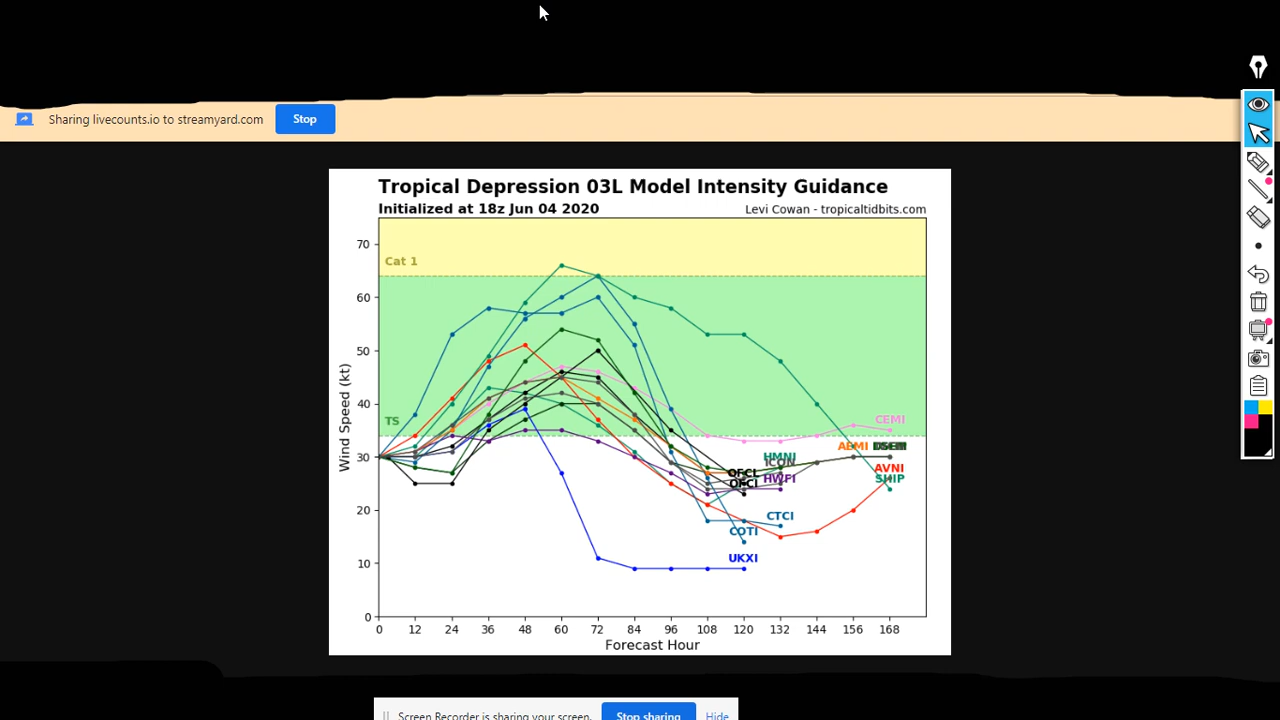 Sharing livecounts.io to streamyard.com
Stop
Tropical Depression 03L Model Intensity Guidance
Initialized at 18z Jun 04 2020
Levi Cowan - tropicaltidbits.com
70
Cat 1
60
50
40
TS
CEMI
30
AEMI
HMNI
ICON
AVNI
OFCL
HWFI
SHIP
OFCI
20
CTCI
COTI
UKXI
10
0
Wind Speed (kt)
0 12 24 36 48 60 72 84 96 108 120 132 144 156 168
Forecast Hour
Screen Recorder is sharing your screen.
Stop sharing
Hide